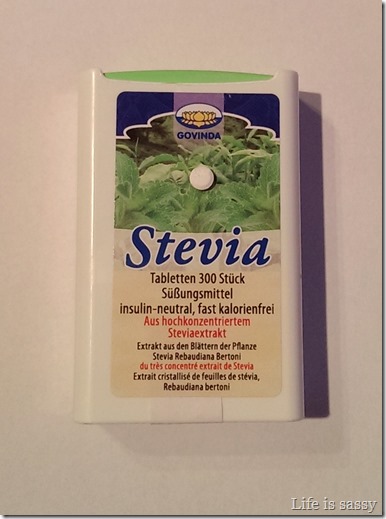 GOVINDA
Stevia
Tabletten 300 Stück
Süßungsmittel
insulin-neutral, fast kalorienfrei
Aus hochkonzentriertem
Steviaextrakt
Extrakt aus den Blättern der Pflanze
Stevia Rebaudiana Bertoni
du très concentré extrait de Stevia
Extrait cristallisé de feuilles de stévia,
Rebaudiana bertoni
Life is sassy